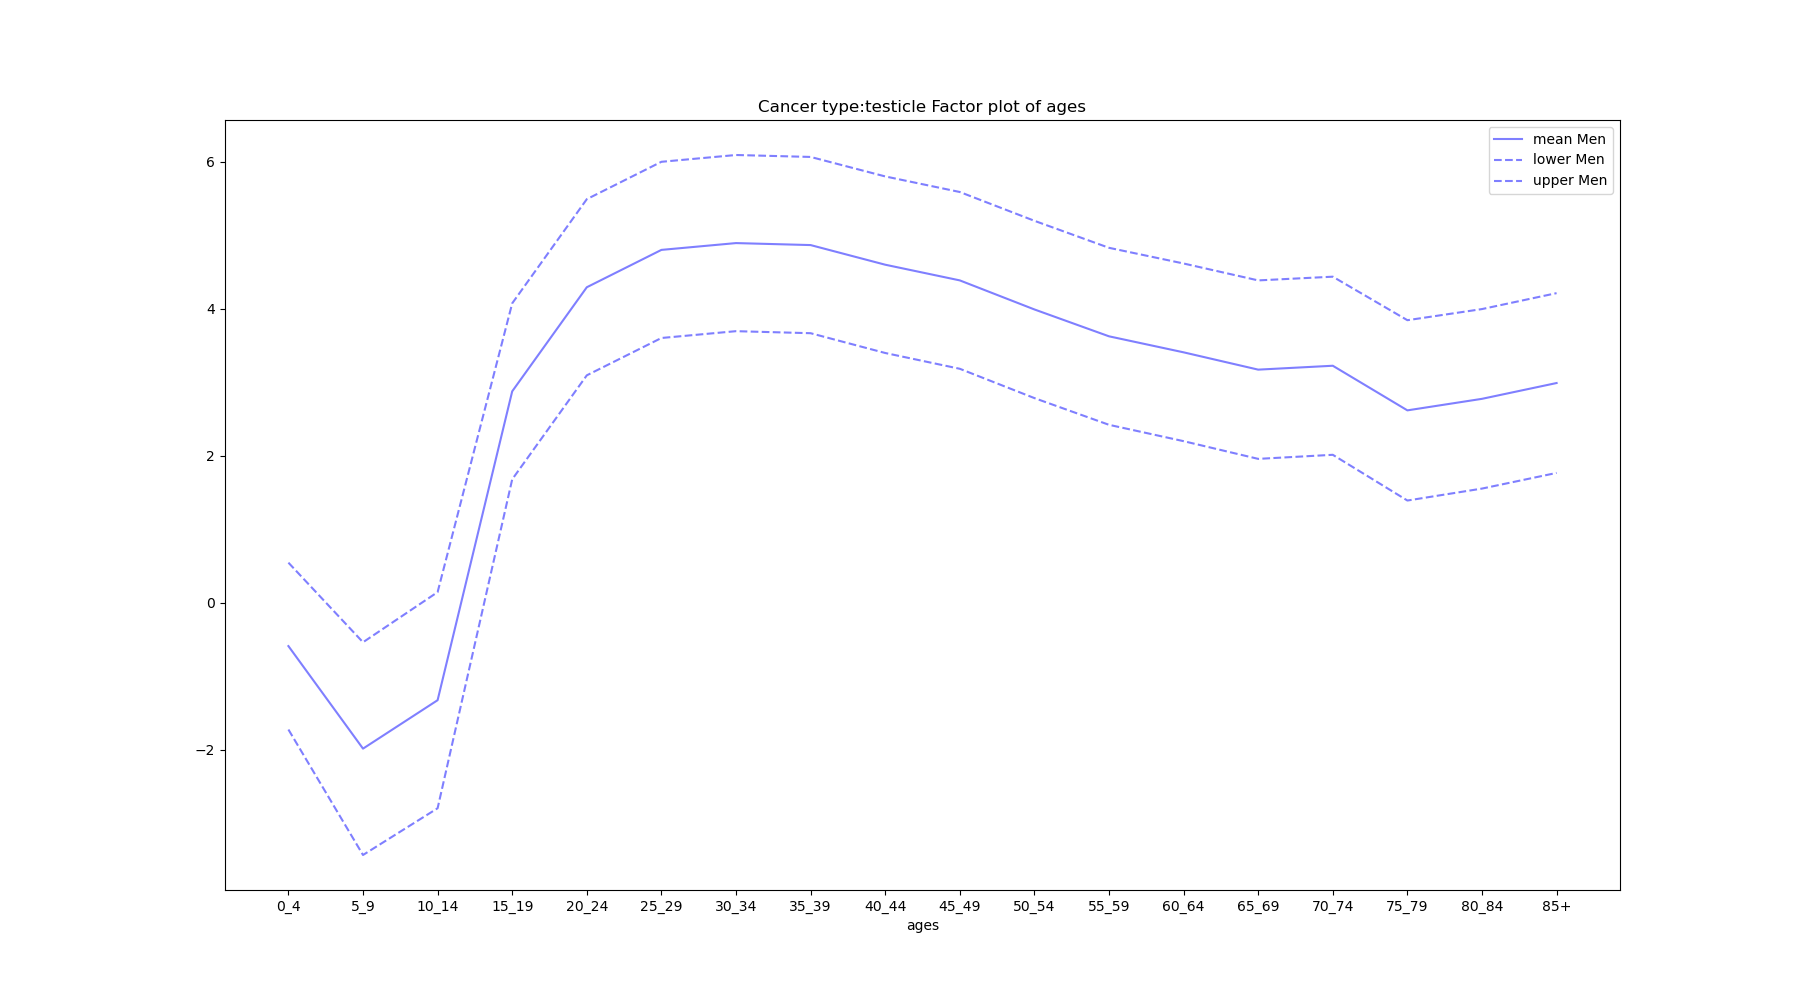 Cancer type:testicle Factor plot of ages
mean Men
lower Men
upper Men
6
4
2
0
−2
0_4 5_9 10_14 15_19 20_24 25_29 30_34 35_39 40_44 45_49 50_54 55_59 60_64 65_69 70_74 75_79 80_84 85+
ages